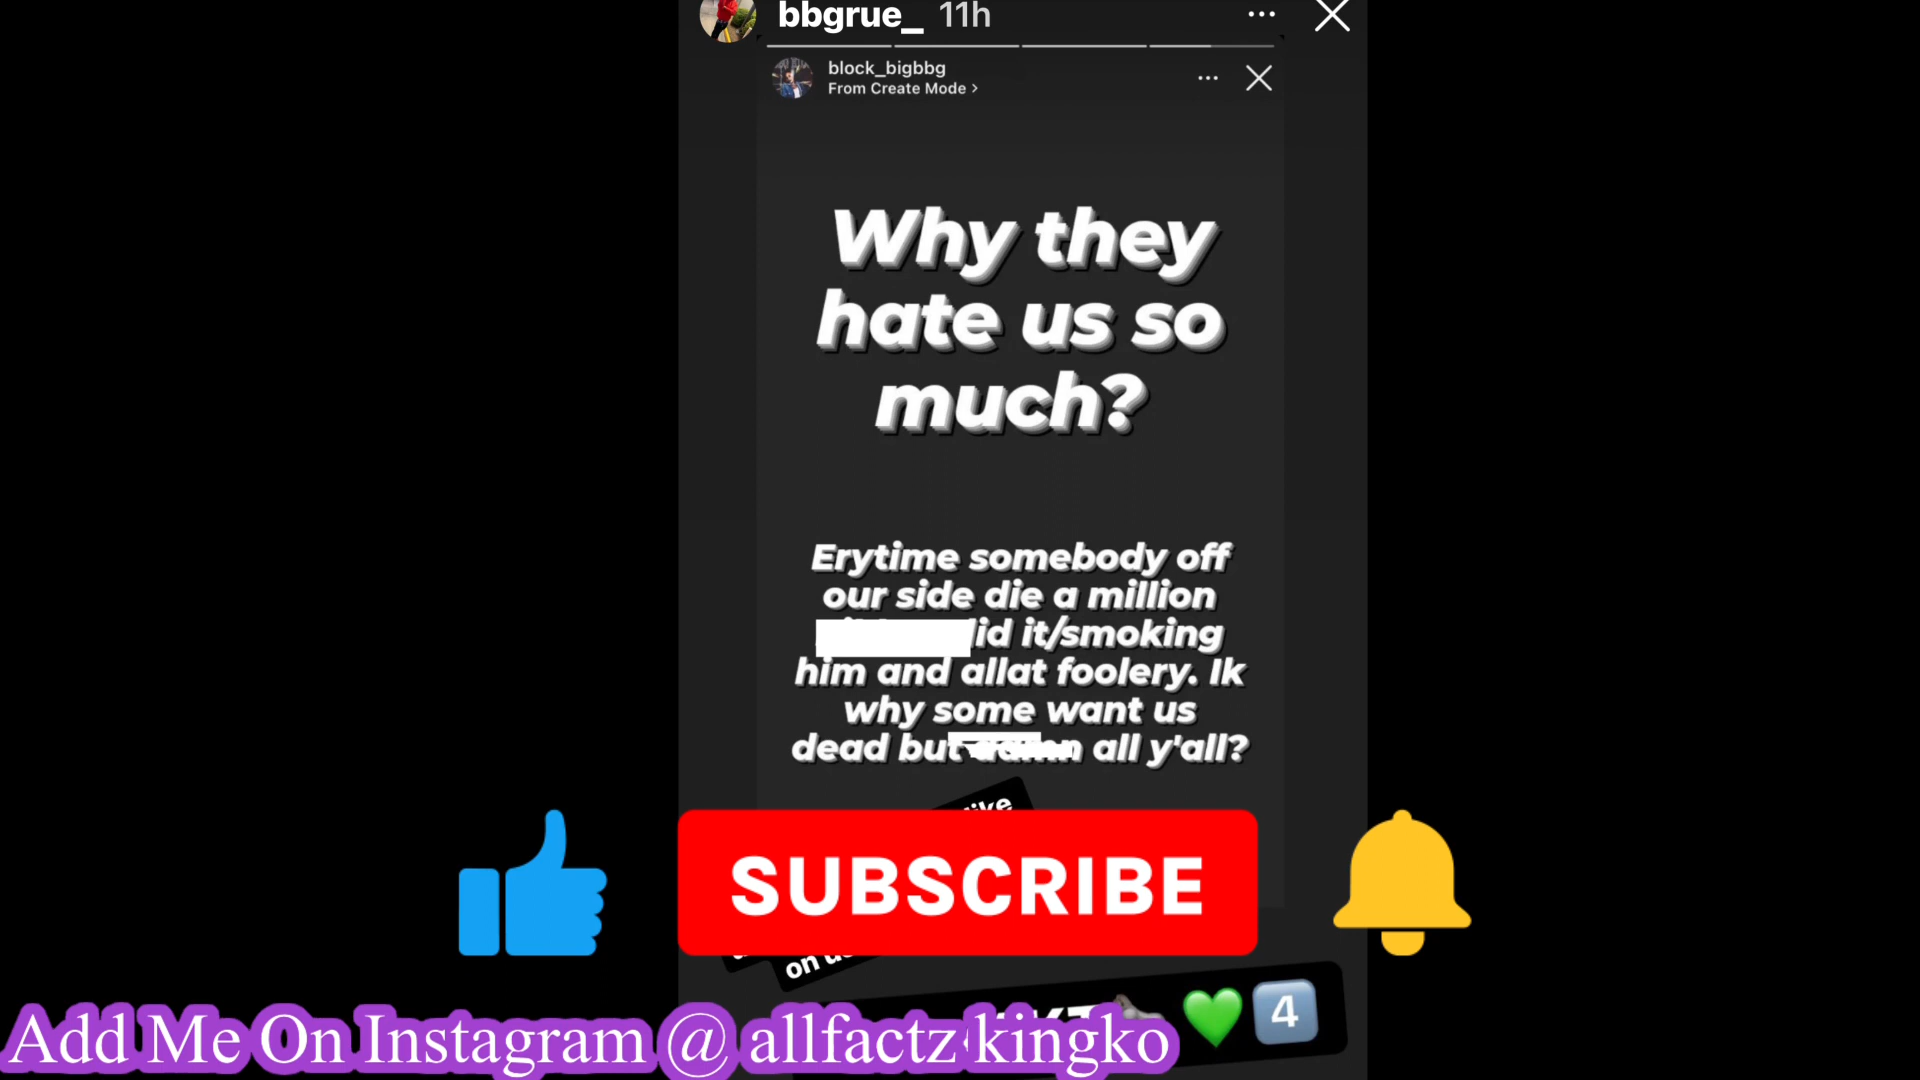 bbgrue_ 11h
block_bigbbg
From Create Mode >
Why they
hate us so
much?
Erytime somebody off
our side die a million
it/smoking
him and allat foolery. Ik
why some want us
dead but damn all y'all?
like
SUBSCRIBE
on
4
Add Me On Instagram @ allfactz kingko